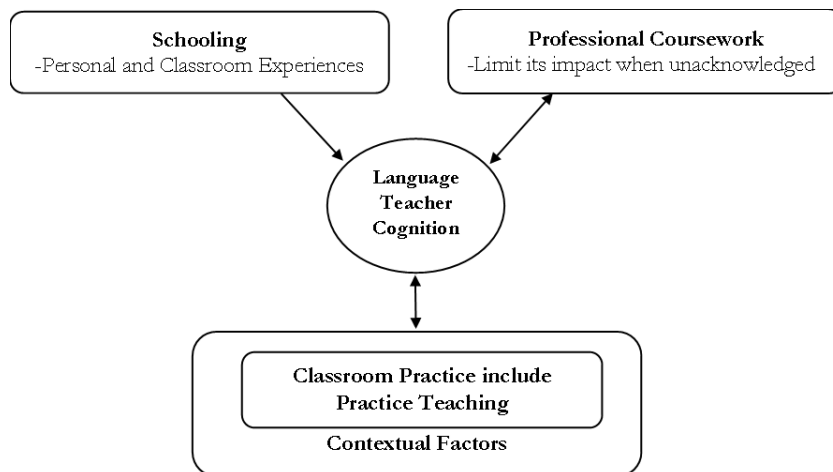 Schooling
-Personal and Classroom Experiences
Professional Coursework
-Limit its impact when unacknowledged
Language
Teacher
Cognition
Classroom Practice include
Practice Teaching
Contextual Factors